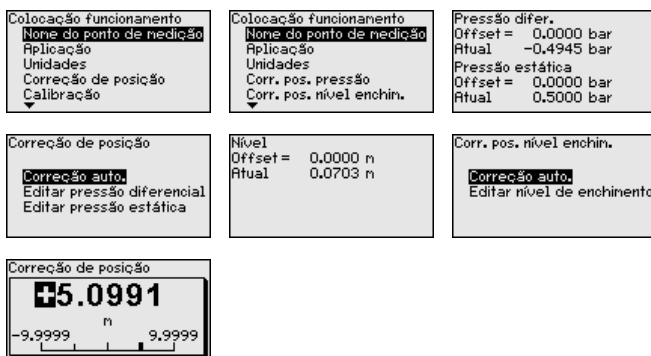 Colocação funcionamento
Nome do ponto de medição
Aplicação
Unidades
Correção de posição
Calibração
Colocação funcionamento
Nome do ponto de medição
Aplicação
Unidades
Corr. pos. pressão
Corr. pos. nível enchim.
Pressão difer.
Offset = 0.0000 bar
Atual -0.4945 bar
Pressão estática
Offset = 0.0000 bar
Atual 0.5000 bar
Correção de posição
Correção auto.
Editar pressão diferencial
Editar pressão estática
Nível
Offset = 0.0000 m
Atual 0.0703 m
Corr. pos. nível enchim.
Correção auto.
Editar nível de enchimento
Correção de posição
+5.0991
m
-9.9999 9.9999